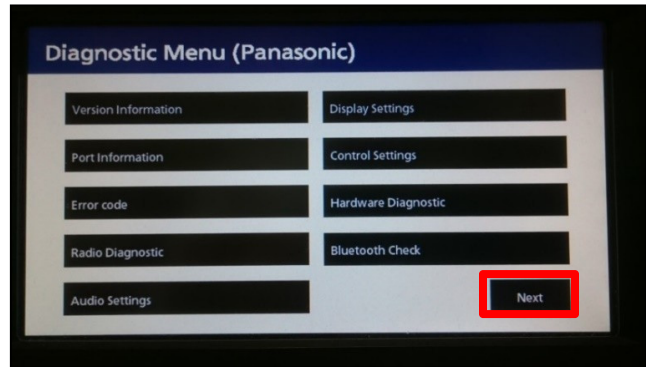 Diagnostic Menu (Panasonic)
Version Information
Display Settings
Port Information
Control Settings
Error code
Hardware Diagnostic
Radio Diagnostic
Bluetooth Check
Audio Settings
Next